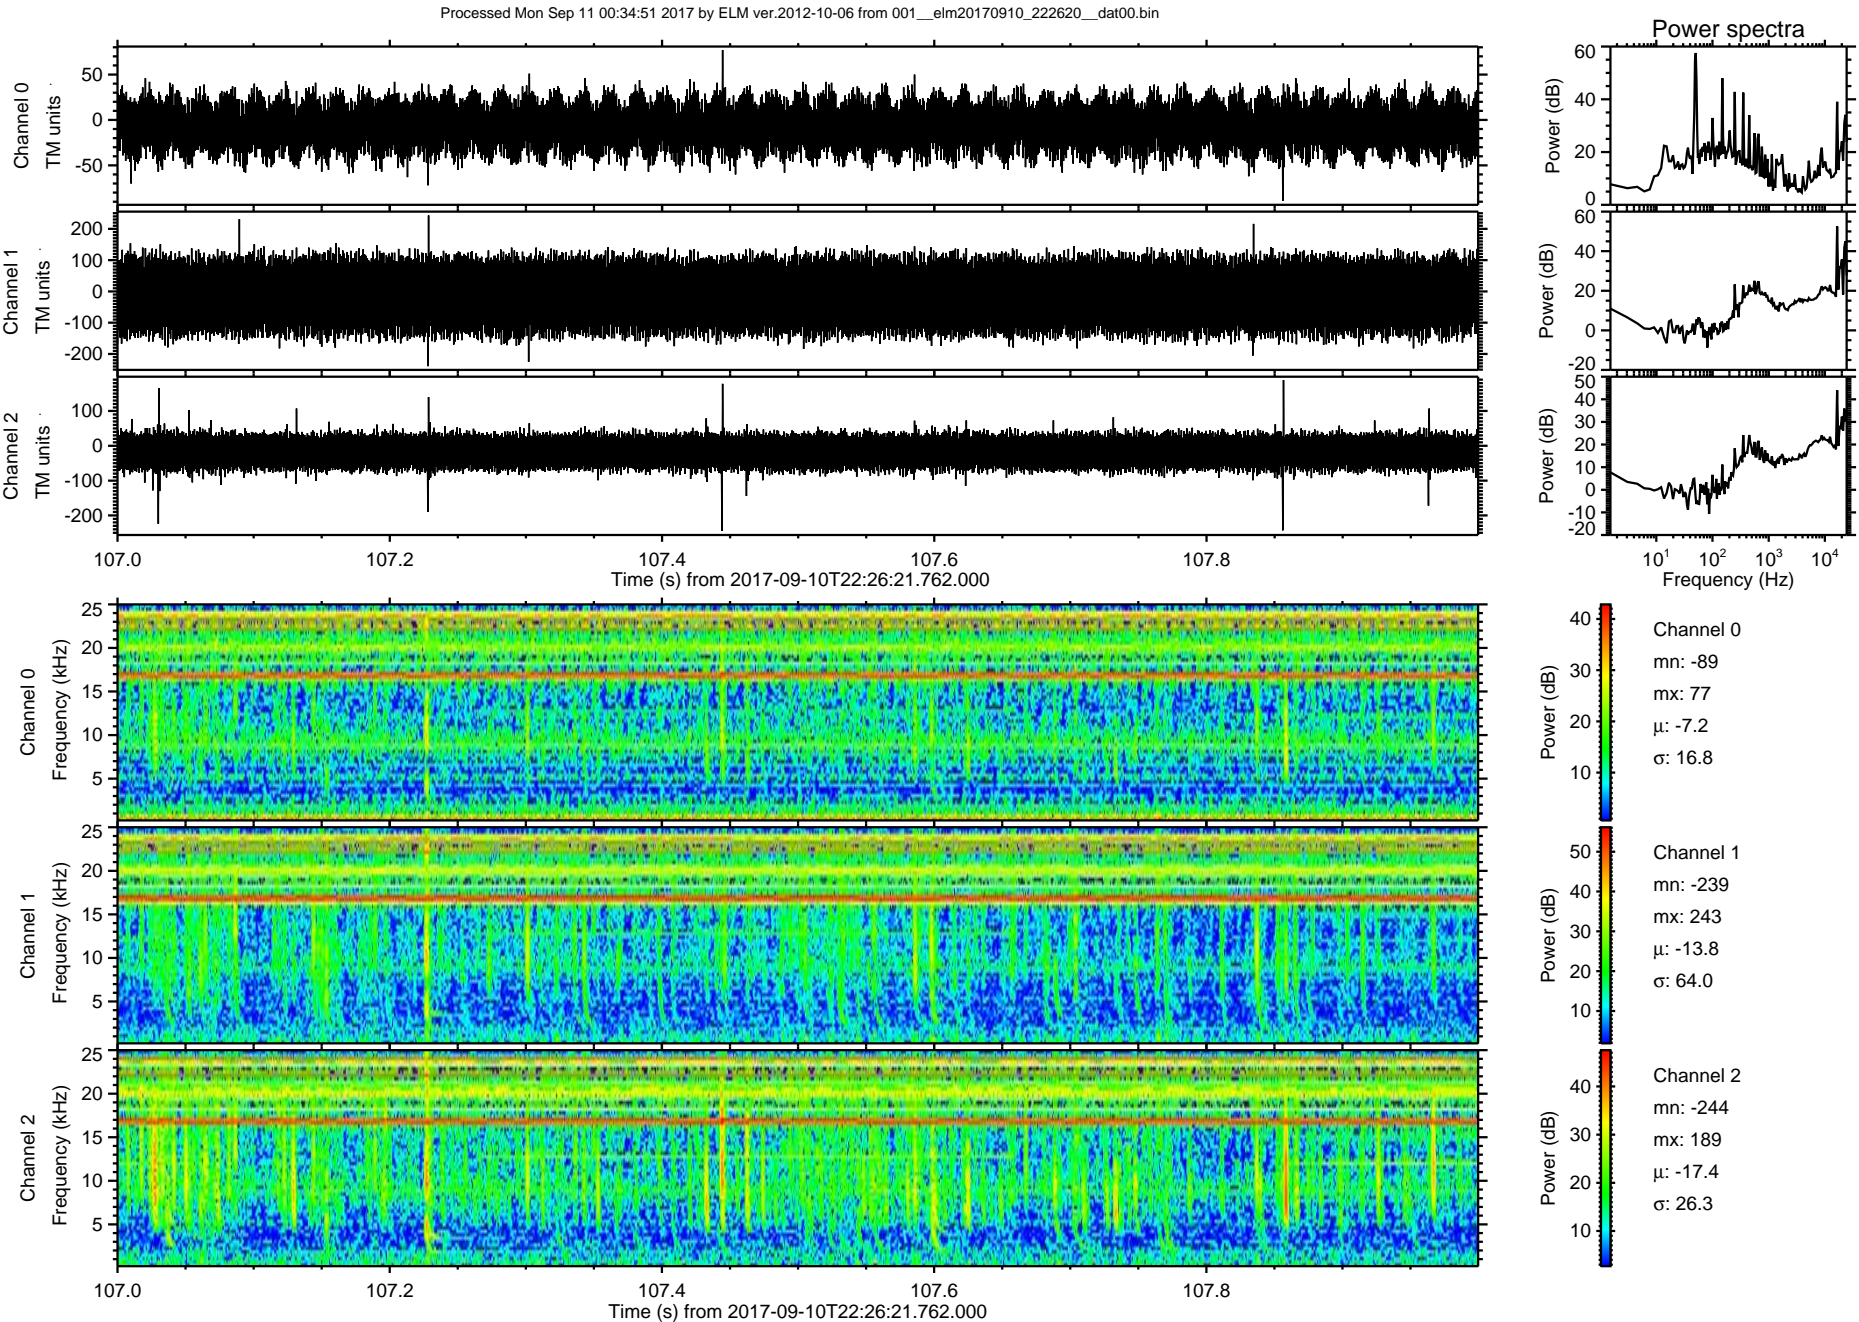 Processed Mon Sep 11 00:34:51 2017 by ELM ver.2012-10-06 from 001__elm20170910_222620__dat00.bin
Power spectra
Channel 0
TM units
50
0
-50
Power (dB)
60
40
20
0
Channel 1
TM units
200
100
0
-100
-200
Power (dB)
60
40
20
0
-20
Channel 2
TM units
100
0
-100
-200
Power (dB)
50
40
30
20
10
0
-10
-20
107.0 107.2 107.4 107.6 107.8
Time (s) from 2017-09-10T22:26:21.762.000
10^1 10^2 10^3 10^4
Frequency (Hz)
Channel 0
Frequency (kHz)
25
20
15
10
5
Power (dB)
40
30
20
10
Channel 0
mn: -89
mx: 77
μ: -7.2
σ: 16.8
Channel 1
Frequency (kHz)
25
20
15
10
5
Power (dB)
50
40
30
20
10
Channel 1
mn: -239
mx: 243
μ: -13.8
σ: 64.0
Channel 2
Frequency (kHz)
25
20
15
10
5
Power (dB)
40
30
20
10
Channel 2
mn: -244
mx: 189
μ: -17.4
σ: 26.3
107.0 107.2 107.4 107.6 107.8
Time (s) from 2017-09-10T22:26:21.762.000